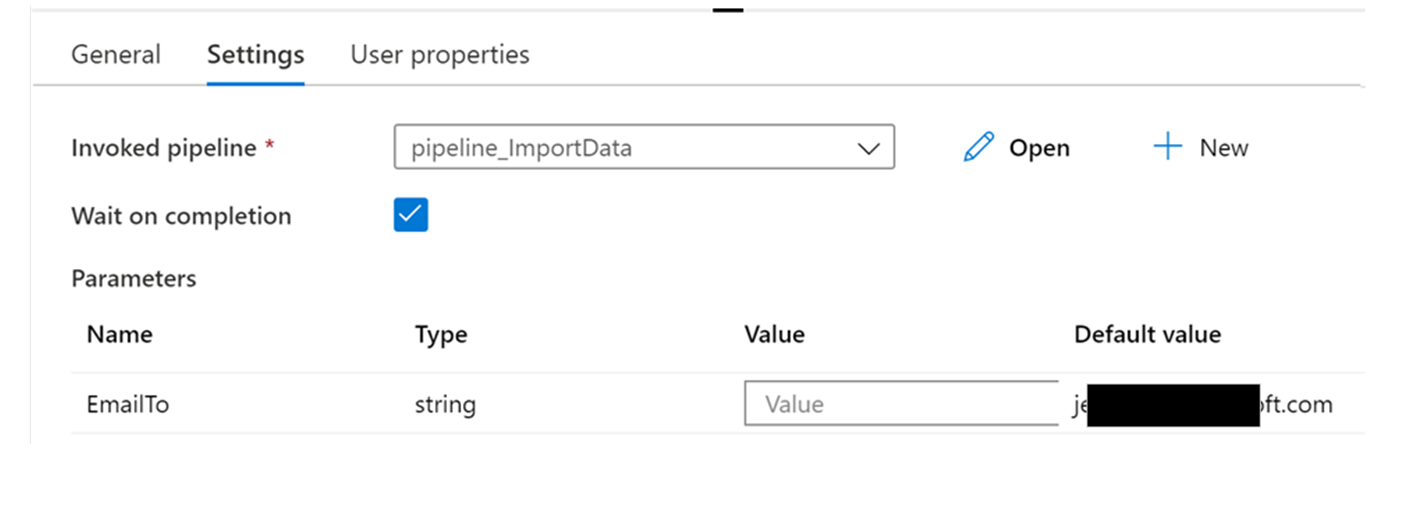 General Settings User properties
Invoked pipeline * pipeline_ImportData Open New
Wait on completion
Parameters
Name Type Value Default value
EmailTo string Value je ft.com